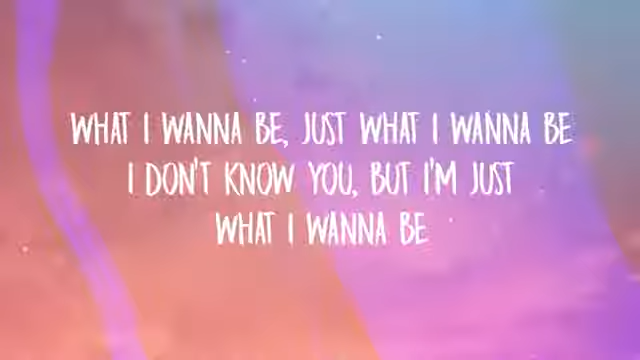 WHAT I WANNA BE, JUST WHAT I WANNA BE
I DON'T KNOW YOU, BUT I'M JUST
WHAT I WANNA BE